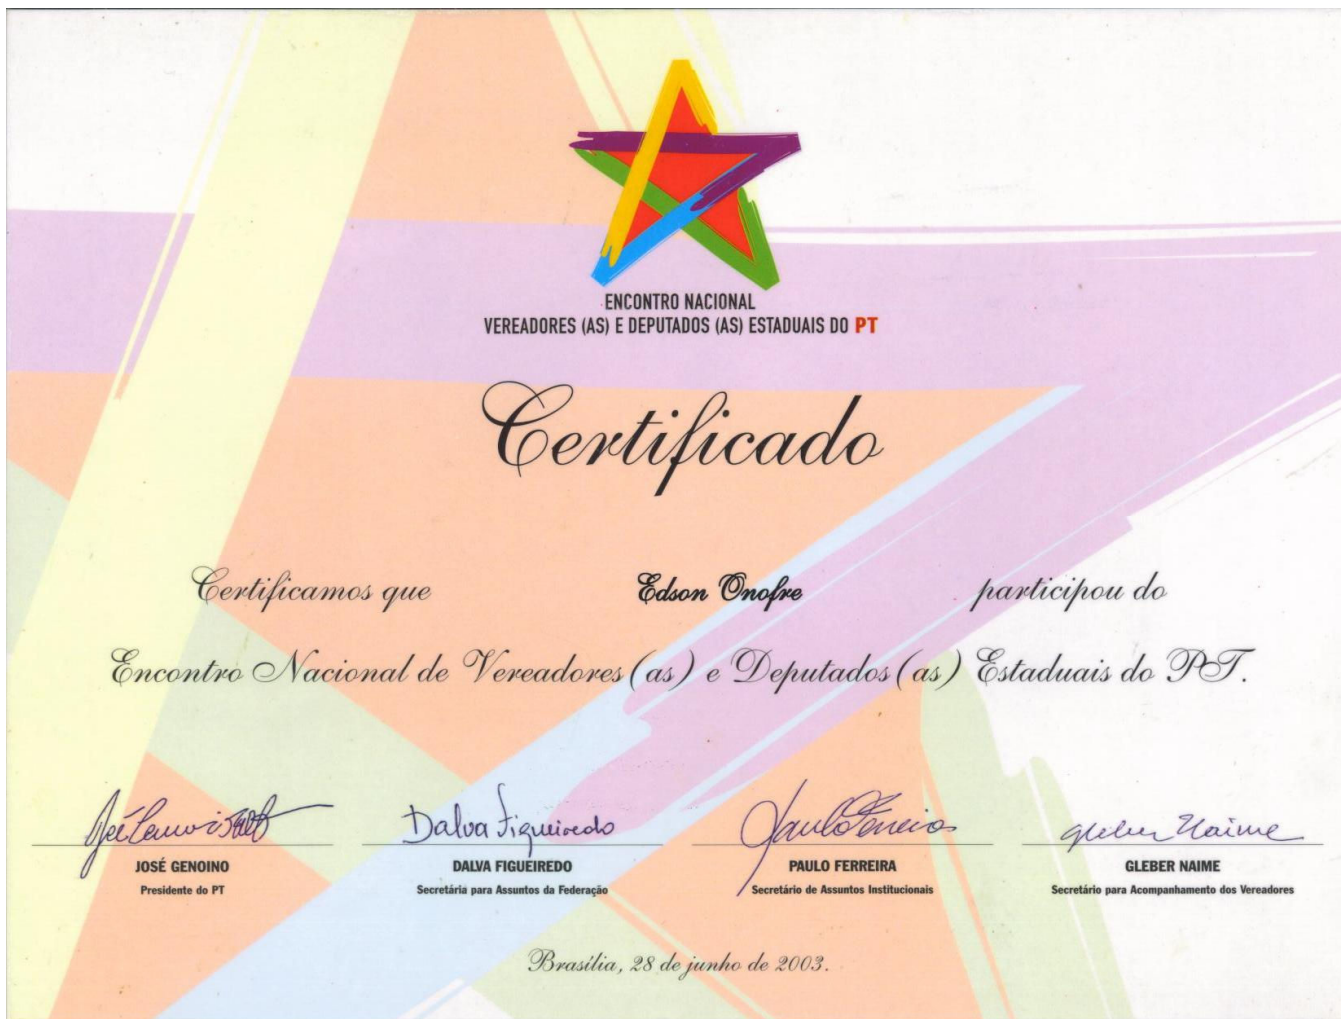 ENCONTRO NACIONAL
VEREADORES (AS) E DEPUTADOS (AS) ESTADUAIS DO PT
Certificado
Certificamos que Edson Onofre participou do
Encontro Nacional de Vereadores (as) e Deputados (as) Estaduais do PT.
Dalva Figueiredo Paulo Ferreira Gleber Naime
JOSÉ GENOINO DALVA FIGUEIREDO PAULO FERREIRA GLEBER NAIME
Presidente do PT Secretária para Assuntos da Federação Secretário de Assuntos Institucionais Secretário para Acompanhamento dos Vereadores
Brasília, 28 de junho de 2003.